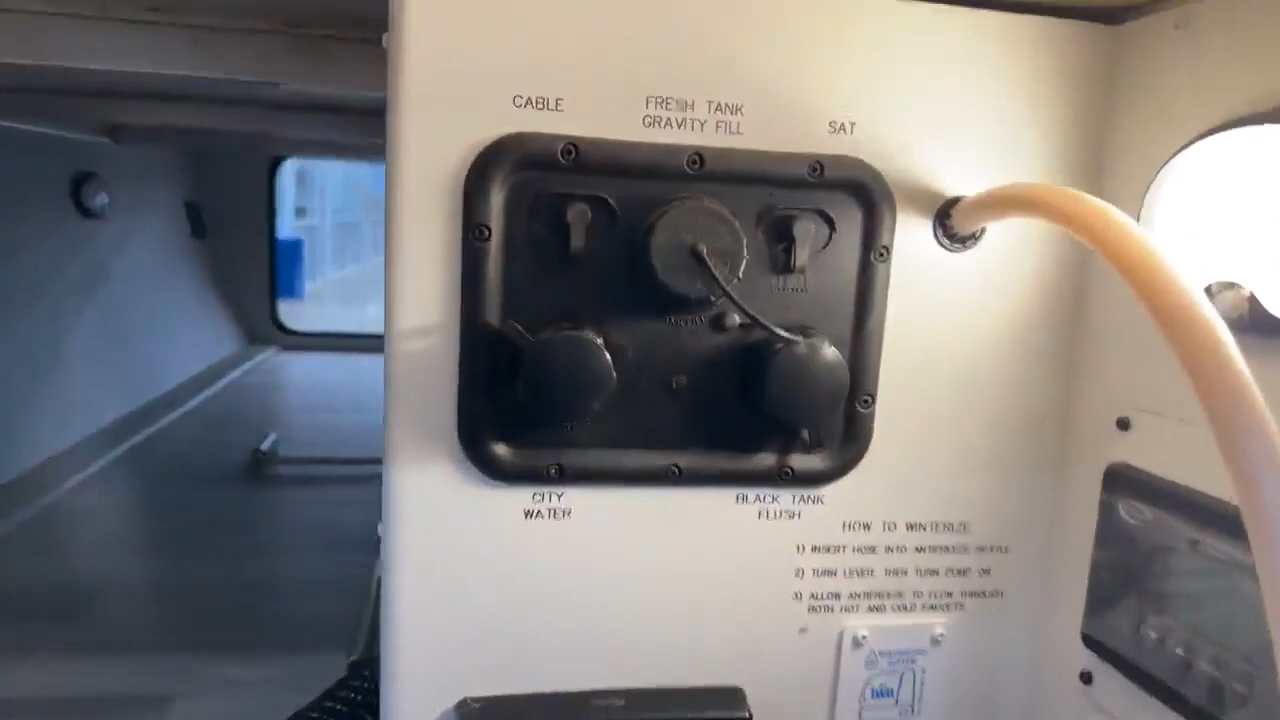 CABLE
FRESH TANK
GRAVITY FILL
SAT
CITY
WATER
BLACK TANK
FLUSH
HOW TO WINTERIZE
1) INSERT HOSE INTO ANTIFREEZE BOTTLE
2) TURN LEVER, THEN TURN PUMP ON
3) ALLOW ANTIFREEZE TO FLOW THROUGH
BOTH HOT AND COLD FAUCETS